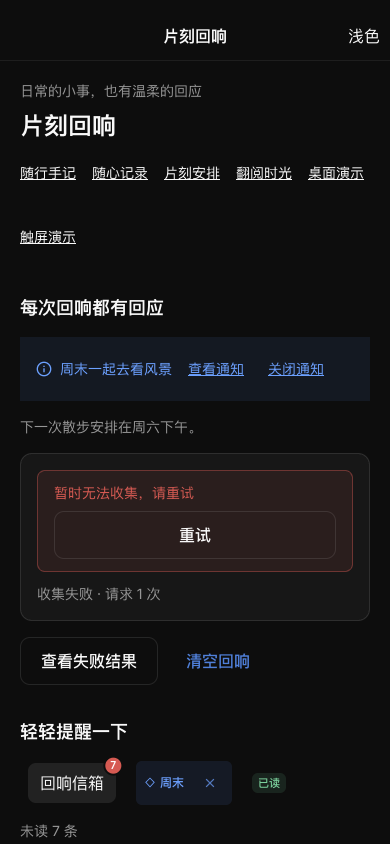 片刻回响 浅色
日常的小事，也有温柔的回应
片刻回响
随行手记 随心记录 片刻安排 翻阅时光 桌面演示
触屏演示
每次回响都有回应
周末一起去看风景 查看通知 关闭通知
下一次散步安排在周六下午。
暂时无法收集，请重试
重试
收集失败 · 请求 1 次
查看失败结果 清空回响
轻轻提醒一下
回响信箱 7 周末 已读
未读 7 条